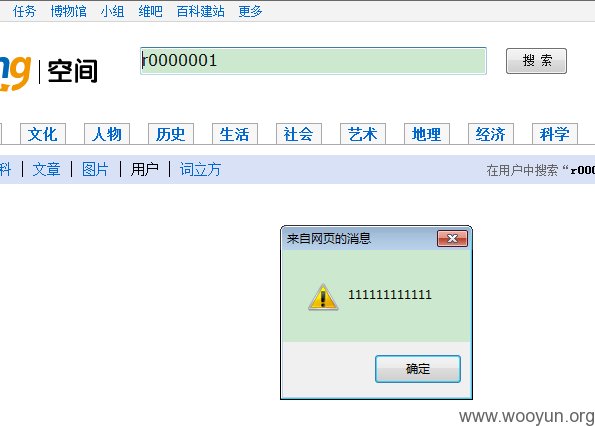 任务 博物馆 小组 维吧 百科建站 更多
ng 空间
r0000001
搜 索
文化 人物 历史 生活 社会 艺术 地理 经济 科学
科 文章 图片 用户 词立方
在用户中搜索“r000
来自网页的消息
111111111111
确定
www.wooyun.org